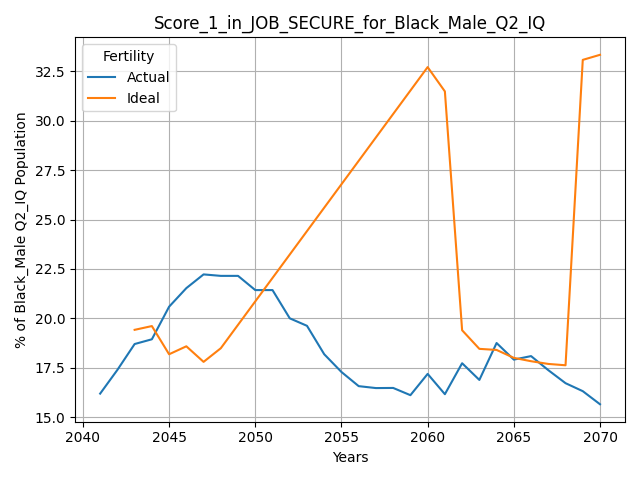 Score_1_in_JOB_SECURE_for_Black_Male_Q2_IQ
Fertility
Actual
Ideal
% of Black_Male Q2_IQ Population
32.5
30.0
27.5
25.0
22.5
20.0
17.5
15.0
2040
2045
2050
2055
2060
2065
2070
Years